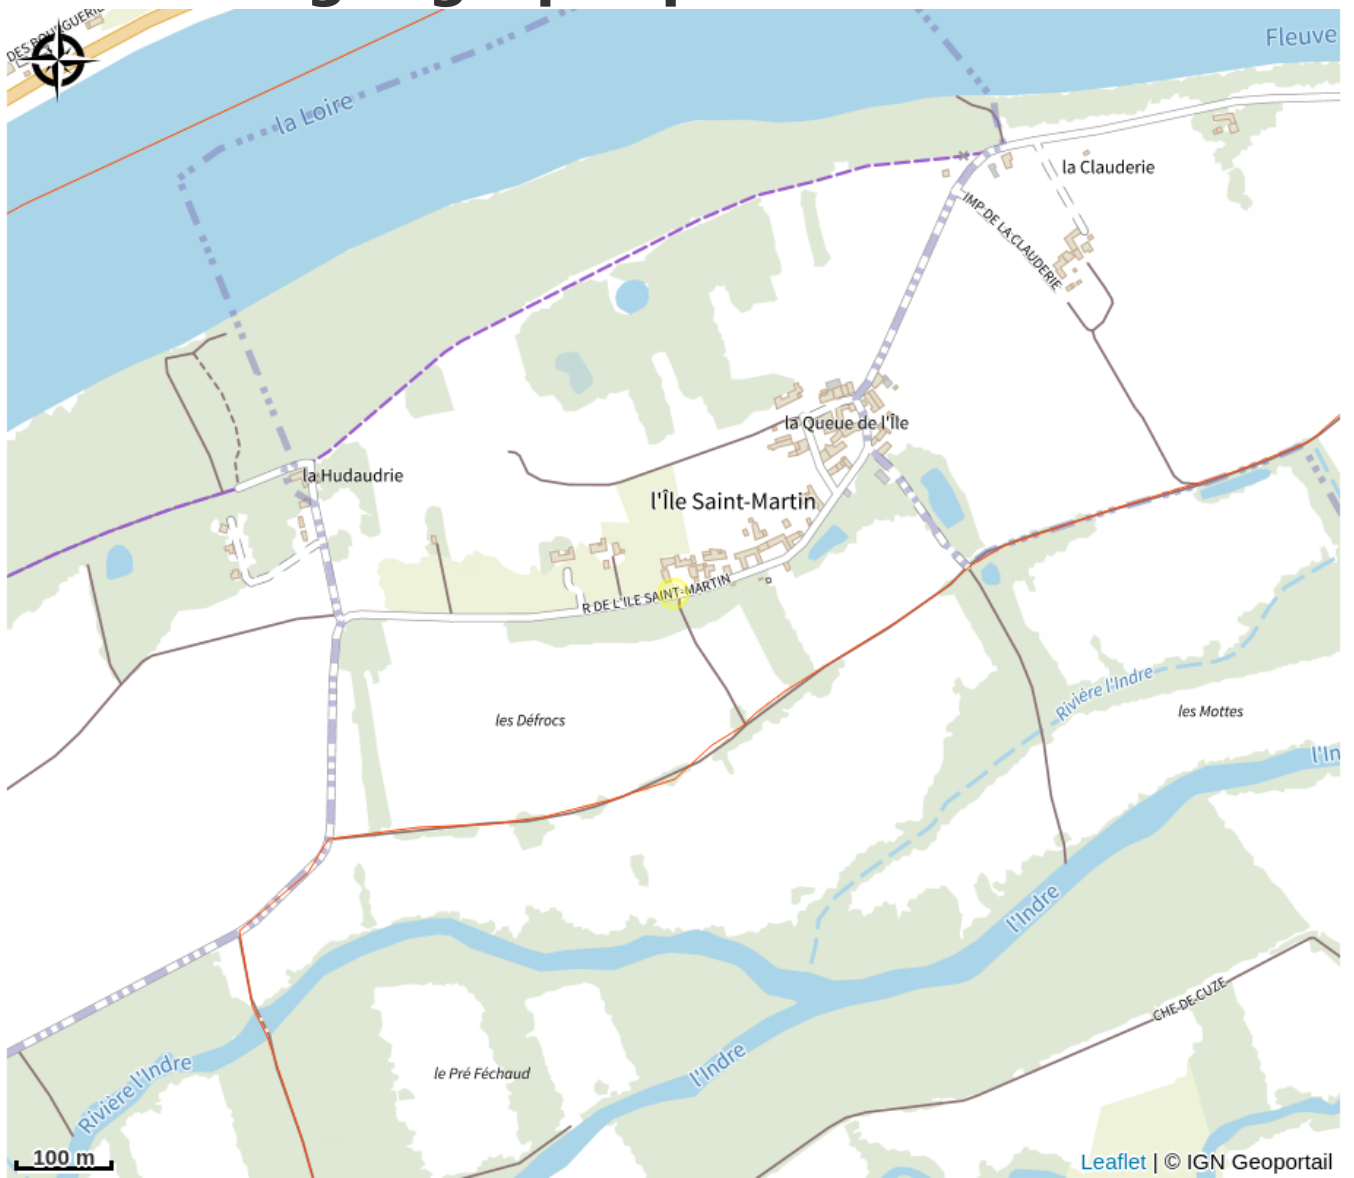 DES BOURGUERIE
Fleuve
la Loire
la Clauderie
IMP DE LA CLAUDERIE
la Queue de l'Île
la Hudaudrie
l'Île Saint-Martin
R DE L'ILE SAINT-MARTIN
Rivière l'Indre
les Défrocs
les Mottes
l'In
l'Indre
CHE DE CUZE
Rivière l'Indre
l'Indre
le Pré Féchaud
100 m
Leaflet | © IGN Geoportail